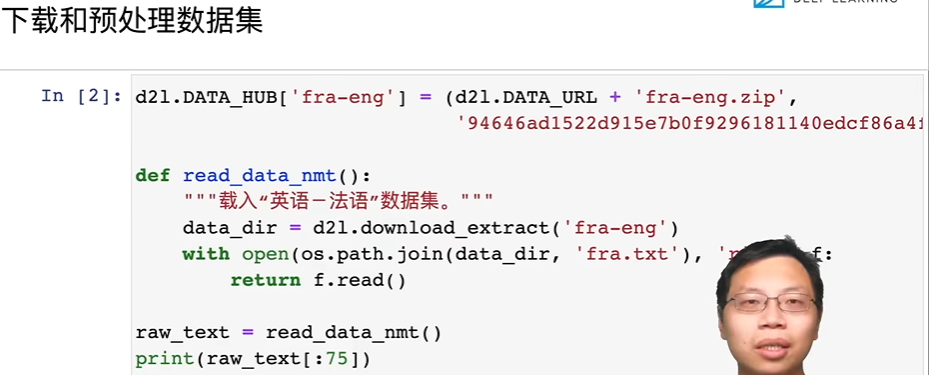 DEEP LEARNING
下载和预处理数据集
In [2]: d2l.DATA_HUB['fra-eng'] = (d2l.DATA_URL + 'fra-eng.zip',
'94646ad1522d915e7b0f9296181140edcf86a4f
def read_data_nmt():
"""载入“英语－法语”数据集。"""
data_dir = d2l.download_extract('fra-eng')
with open(os.path.join(data_dir, 'fra.txt'), 'r f:
return f.read()
raw_text = read_data_nmt()
print(raw_text[:75])